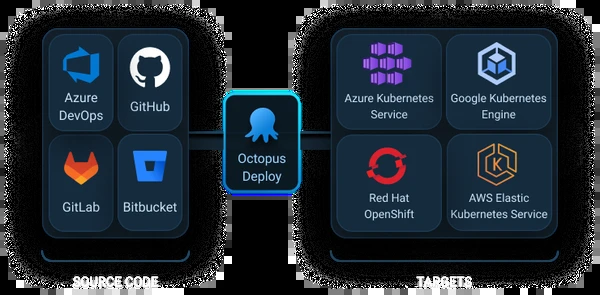 Azure
DevOps
GitHub
GitLab
Bitbucket
Octopus
Deploy
Azure Kubernetes
Service
Google Kubernetes
Engine
Red Hat
OpenShift
K
AWS Elastic
Kubernetes Service
SOURCE CODE
TARGETS